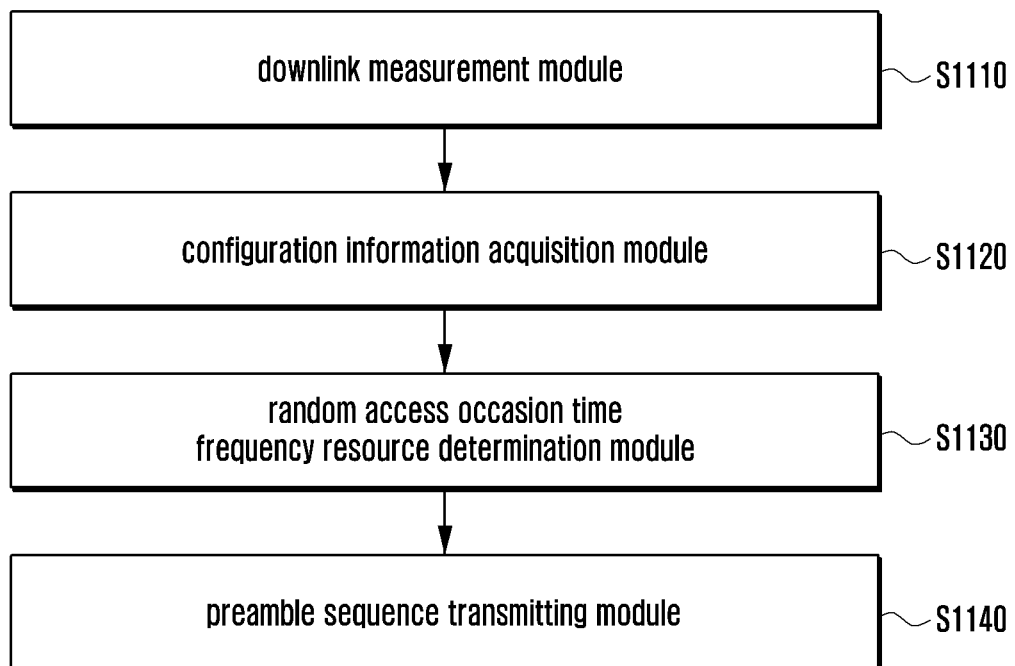 downlink measurement module
S1110
configuration information acquisition module
S1120
random access occasion time
frequency resource determination module
S1130
preamble sequence transmitting module
S1140